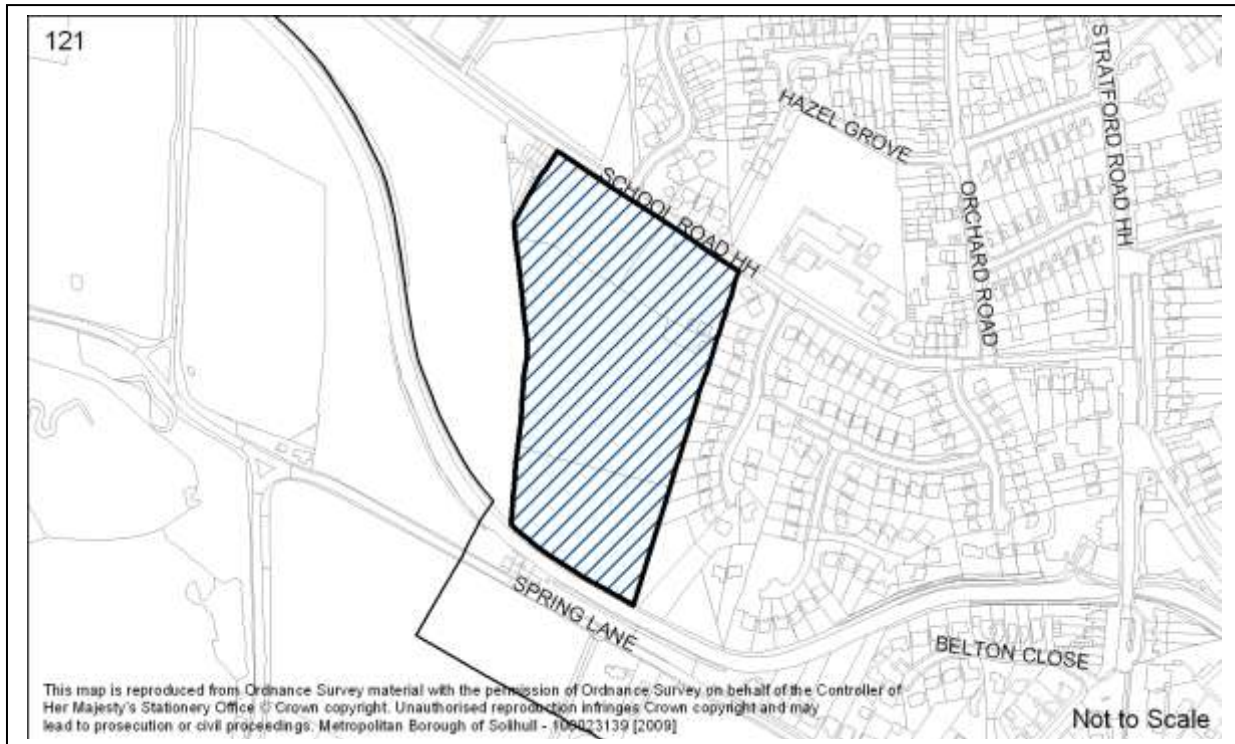 121
STRATFORD ROAD HH
HAZEL GROVE
SCHOOL ROAD HH
ORCHARD ROAD
SPRING LANE
BELTON CLOSE
This map is reproduced from Ordnance Survey material with the permission of Ordnance Survey on behalf of the Controller of
Her Majesty's Stationery Office © Crown copyright. Unauthorised reproduction infringes Crown copyright and may
lead to prosecution or civil proceedings. Metropolitan Borough of Solihull - 100023139 [2009]
Not to Scale